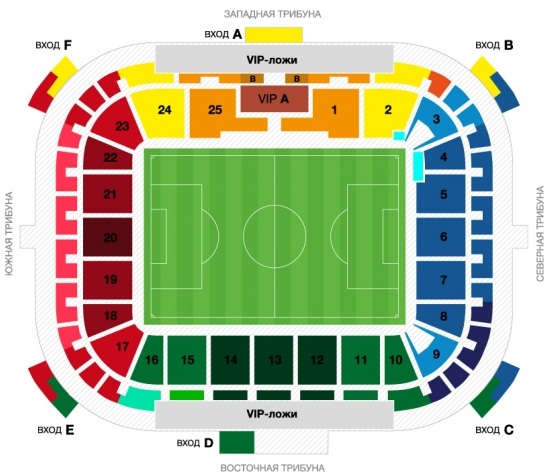 ЗАПАДНАЯ ТРИБУНА
ВХОД A
ВХОД F
ВХОД B
VIP-ложи
B
B
VIP A
24
25
1
2
23
3
22
4
21
5
20
6
19
7
18
8
17
9
16
15
14
13
12
11
10
ЮЖНАЯ ТРИБУНА
СЕВЕРНАЯ ТРИБУНА
VIP-ложи
ВХОД E
ВХОД C
ВХОД D
ВОСТОЧНАЯ ТРИБУНА